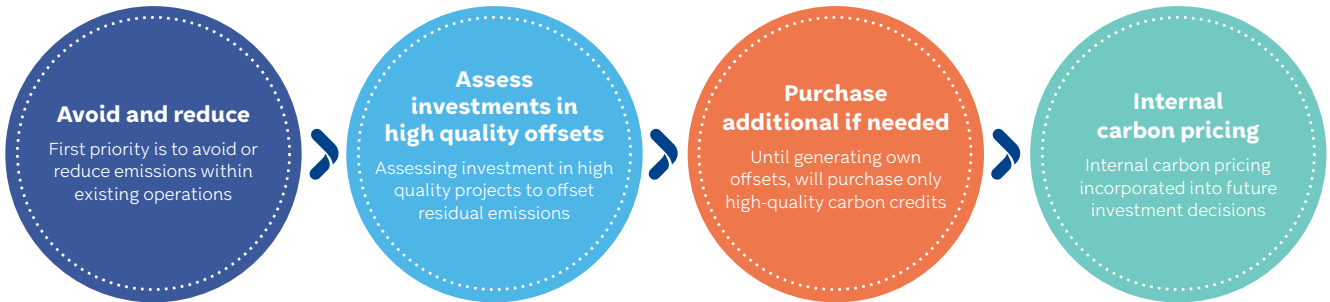 Avoid and reduce
First priority is to avoid or
reduce emissions within
existing operations
Assess
investments in
high quality offsets
Assessing investment in high
quality projects to offset
residual emissions
Purchase
additional if needed
Until generating own
offsets, will purchase only
high-quality carbon credits
Internal
carbon pricing
Internal carbon pricing
incorporated into future
investment decisions